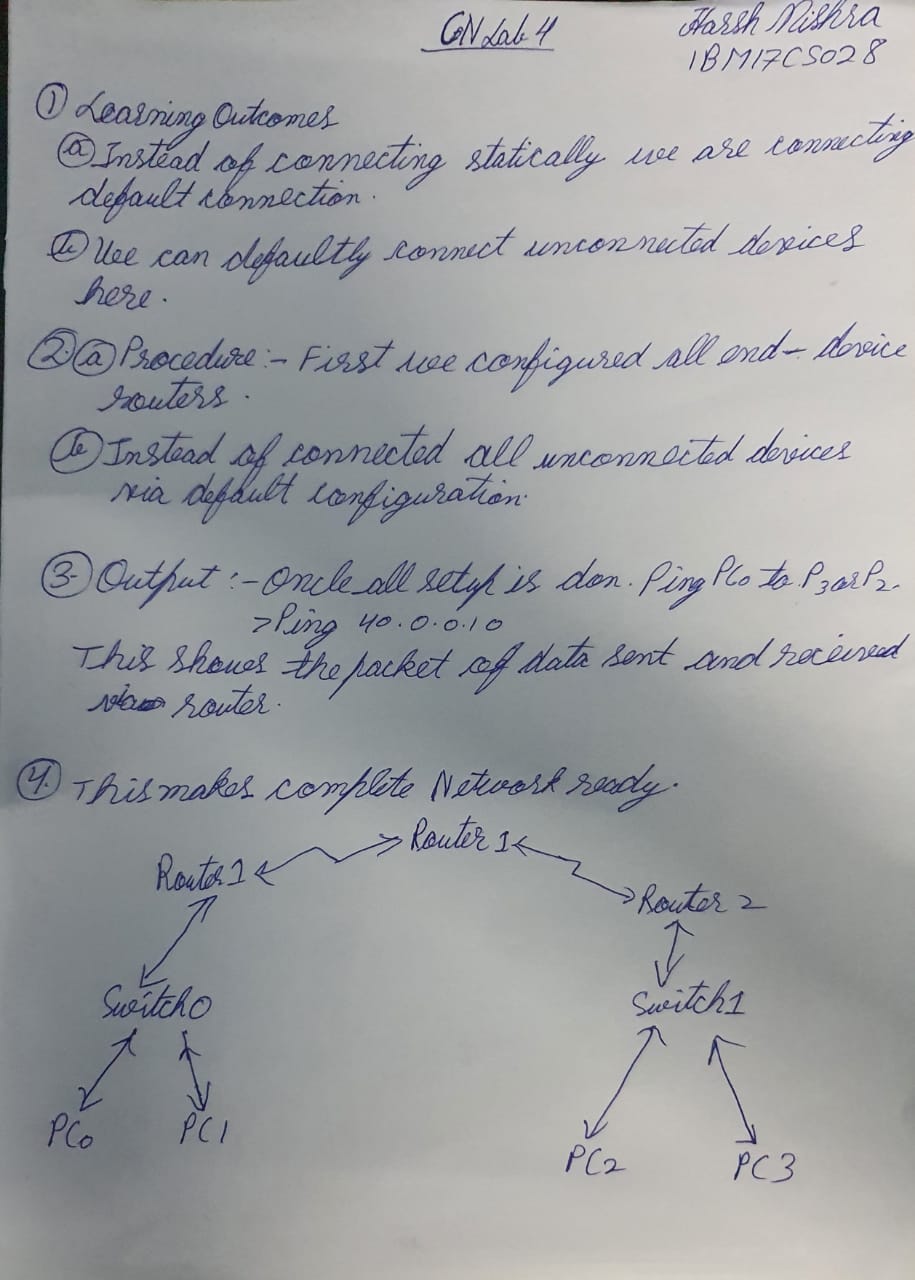 CN Lab 4
Harsh Mishra
1BM17CS028
① Learning Outcomes
ⓐ Instead of connecting statically we are connecting
default connection.
ⓑ We can defaultly connect unconnected devices
here.
② ⓐ Procedure :- First we configured all end - device
routers.
ⓑ Instead of connected all unconnected devices
via default configuration.
③ Output :- Oncle all setup is don. Ping PC0 to P3 or P2.
>Ping 40.0.0.10
This shows the packet of data sent and recieved
via router.
④ This makes complete Network ready.
Router 1
Router 1
Router 2
Switch0
Switch1
PC0
PC1
PC2
PC3